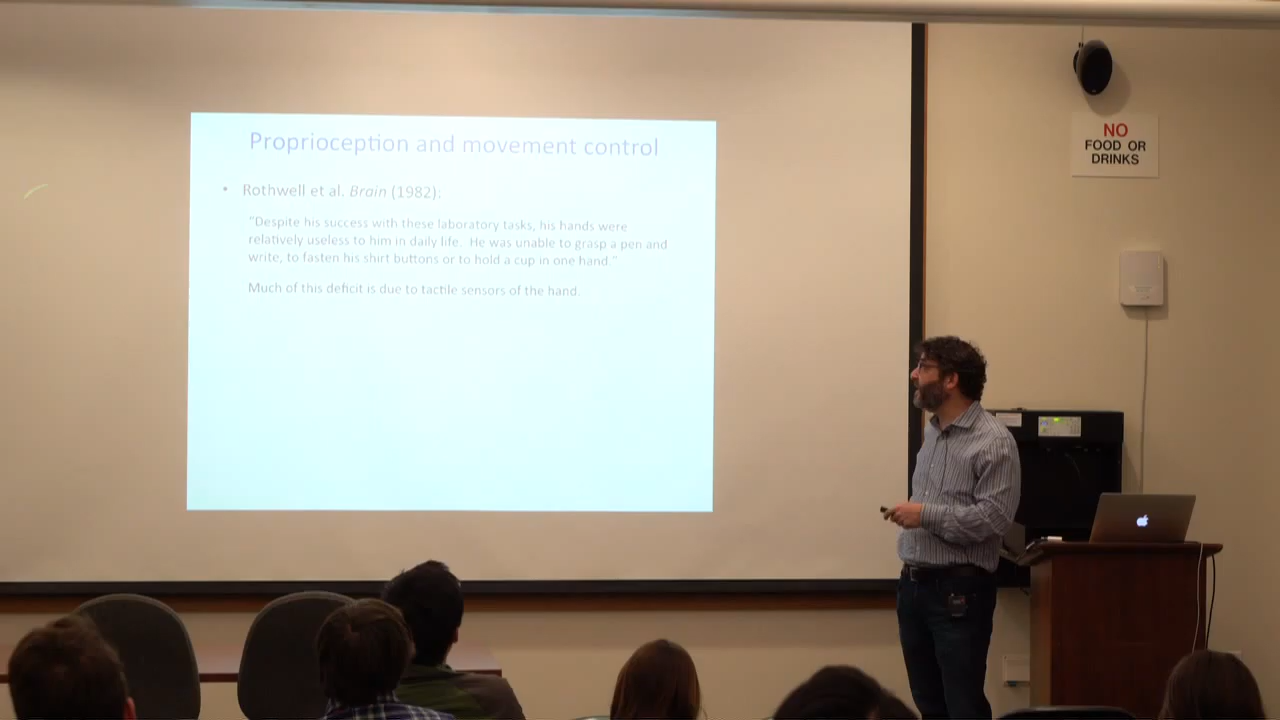 Proprioception and movement control
• Rothwell et al. Brain (1982):
"Despite his success with these laboratory tasks, his hands were
relatively useless to him in daily life.  He was unable to grasp a pen and
write, to fasten his shirt buttons or to hold a cup in one hand."
Much of this deficit is due to tactile sensors of the hand.
NO
FOOD OR
DRINKS